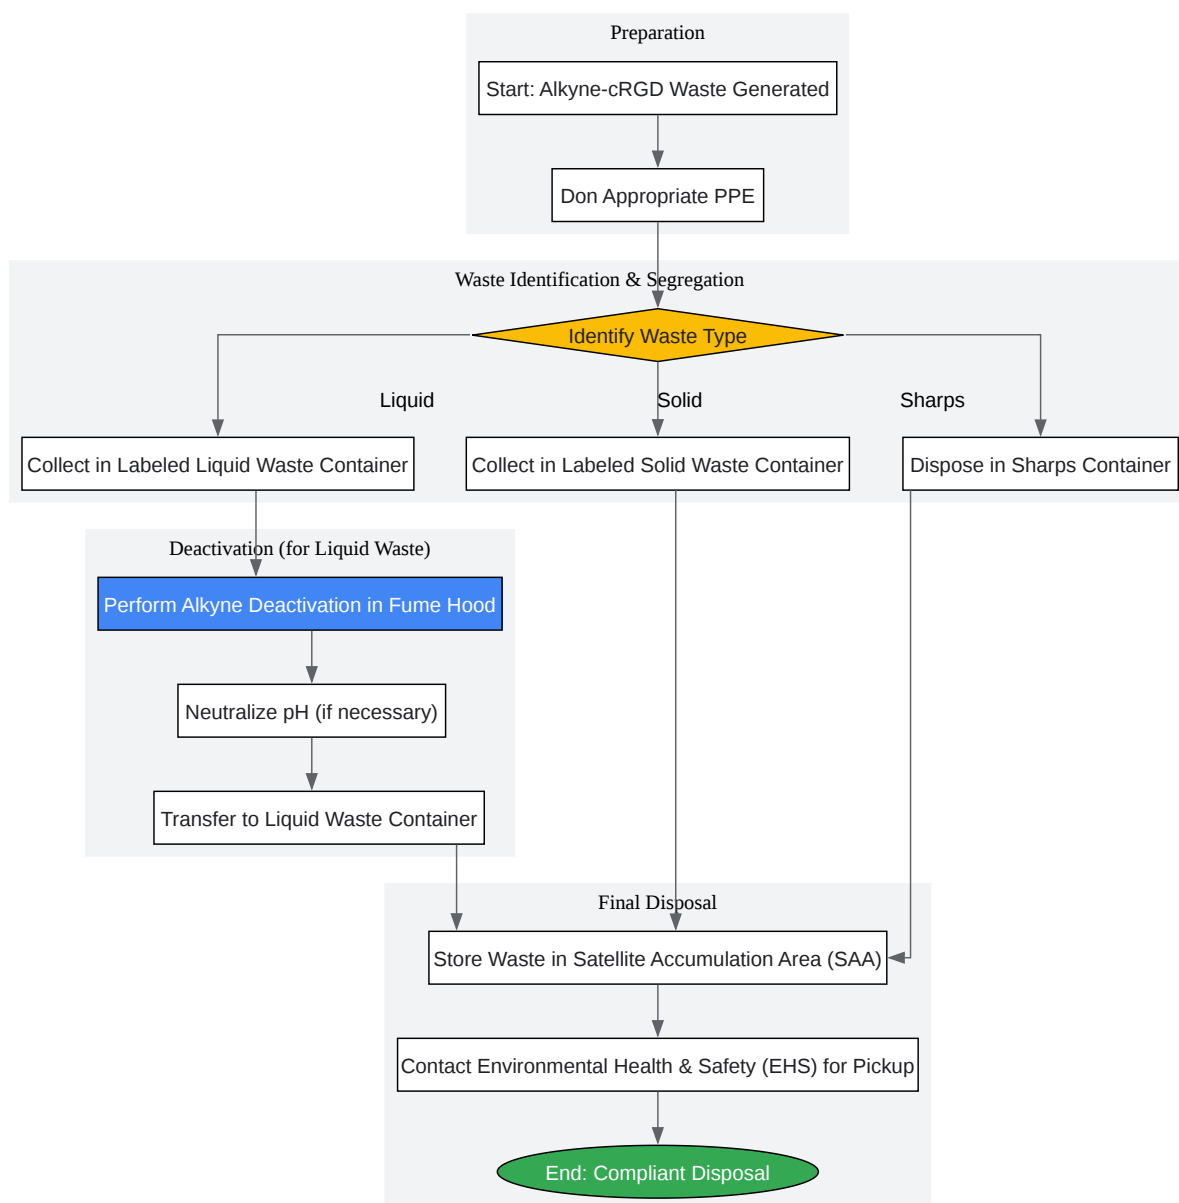 Preparation
Start: Alkyne-cRGD Waste Generated
Don Appropriate PPE
Waste Identification & Segregation
Identify Waste Type
Liquid
Solid
Sharps
Collect in Labeled Liquid Waste Container
Collect in Labeled Solid Waste Container
Dispose in Sharps Container
Deactivation (for Liquid Waste)
Perform Alkyne Deactivation in Fume Hood
Neutralize pH (if necessary)
Transfer to Liquid Waste Container
Final Disposal
Store Waste in Satellite Accumulation Area (SAA)
Contact Environmental Health & Safety (EHS) for Pickup
End: Compliant Disposal